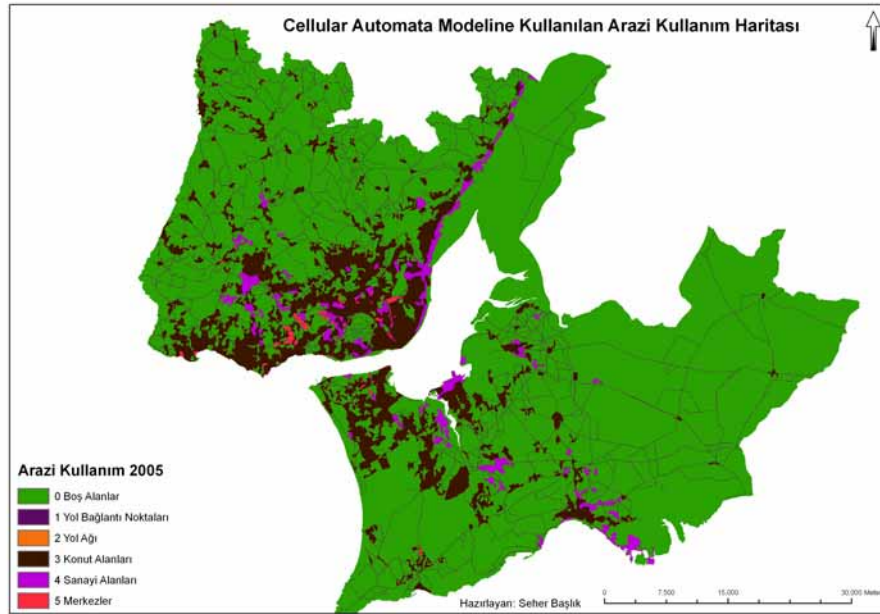 Cellular Automata Modeline Kullanılan Arazi Kullanım Haritası
Arazi Kullanım 2005
0 Boş Alanlar
1 Yol Bağlantı Noktaları
2 Yol Ağı
3 Konut Alanları
4 Sanayi Alanları
5 Merkezler
Hazırlayan: Seher Başlık
0 7.500 15.000 30.000